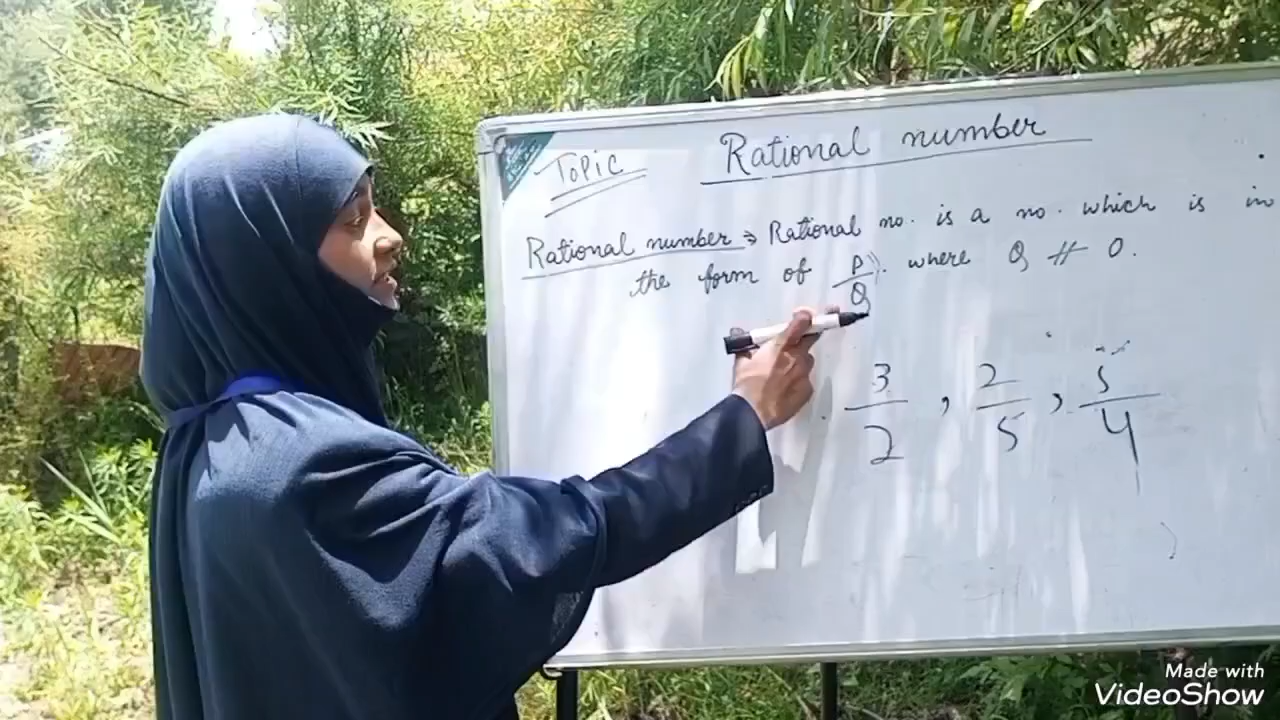 Topic
Rational number
Rational number ⇒ Rational no. is a no. which is in
the form of P/Q. where Q ≠ 0.
3/2 , 2/5 , 5/4
Made with
VideoShow